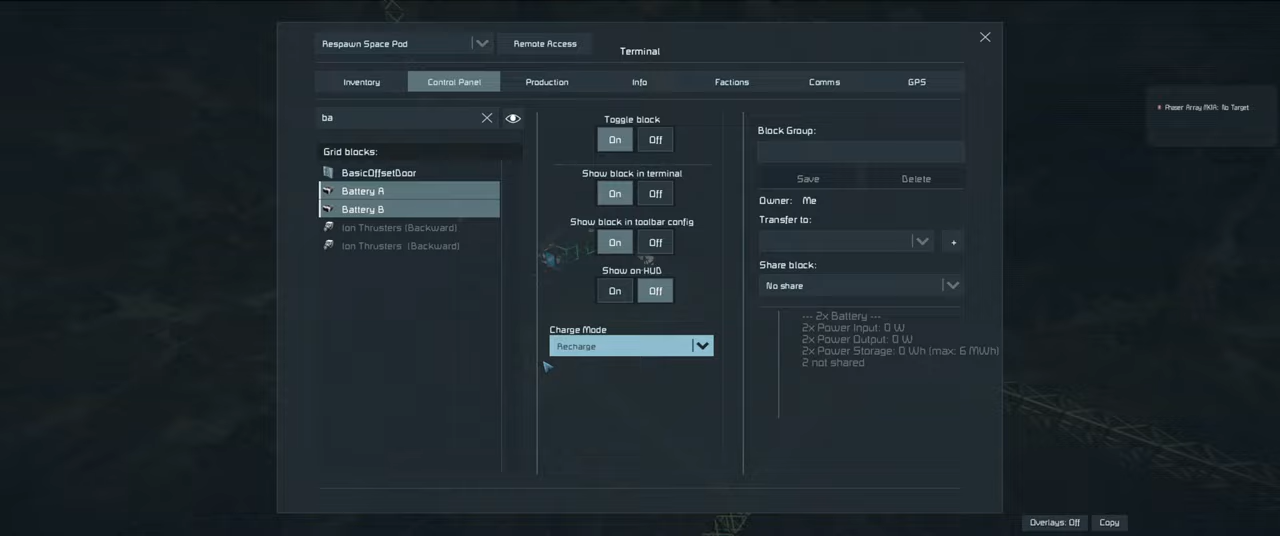 Respawn Space Pod
Remote Access
Terminal
Inventory
Control Panel
Production
Info
Factions
Comms
GPS
Phaser Array MK1A: No Target
ba
Grid blocks:
BasicOffsetDoor
Battery A
Battery B
Ion Thrusters (Backward)
Ion Thrusters (Backward)
Toggle block
On Off
Show block in terminal
On Off
Show block in toolbar config
On Off
Show on HUD
On Off
Charge Mode
Recharge
Block Group:
Save Delete
Owner: Me
Transfer to:
+
Share block:
No share
--- 2x Battery ---
2x Power Input: 0 W
2x Power Output: 0 W
2x Power Storage: 0 Wh (max: 6 MWh)
2 not shared
Overlays: Off
Copy